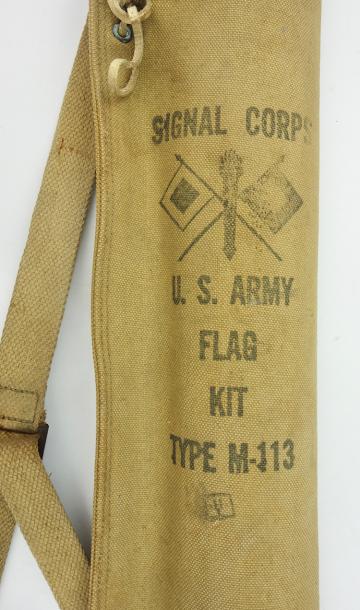 SIGNAL CORPS
U. S. ARMY
FLAG
KIT
TYPE M-113